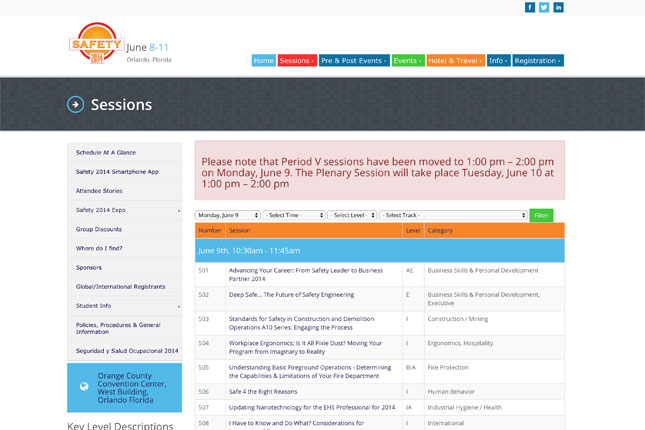 SAFETY
2014
June 8-11
Orlando, Florida
Home Sessions Pre & Post Events Events Hotel & Travel Info Registration
Sessions
Schedule At A Glance
Safety 2014 Smartphone App
Attendee Stories
Safety 2014 Expo
Group Discounts
Where do I find?
Sponsors
Global/International Registrants
Student Info
Policies, Procedures & General
Information
Seguridad y Salud Ocupacional 2014
Orange County
Convention Center,
West Building,
Orlando Florida
Key Level Descriptions
Please note that Period V sessions have been moved to 1:00 pm – 2:00 pm
on Monday, June 9. The Plenary Session will take place Tuesday, June 10 at
1:00 pm – 2:00 pm
Monday, June 9 - Select Time - - Select Level - - Select Track - Filter
Number Session Level Category
June 9th, 10:30am - 11:45am
501 Advancing Your Career: From Safety Leader to Business AE Business Skills & Personal Development
Partner 2014
502 Deep Safe... The Future of Safety Engineering E Business Skills & Personal Development,
Executive
503 Standards for Safety in Construction and Demolition I Construction / Mining
Operations A10 Series: Engaging the Process
504 Workplace Ergonomics: Is It All Pixie Dust? Moving Your I Ergonomics, Hospitality
Program from Imaginary to Reality
505 Understanding Basic Fireground Operations - Determining BIA Fire Protection
the Capabilities & Limitations of Your Fire Department
506 Safe 4 the Right Reasons I Human Behavior
507 Updating Nanotechnology for the EHS Professional for 2014 IA Industrial Hygiene / Health
508 I Have to Know and Do What? Considerations for I International